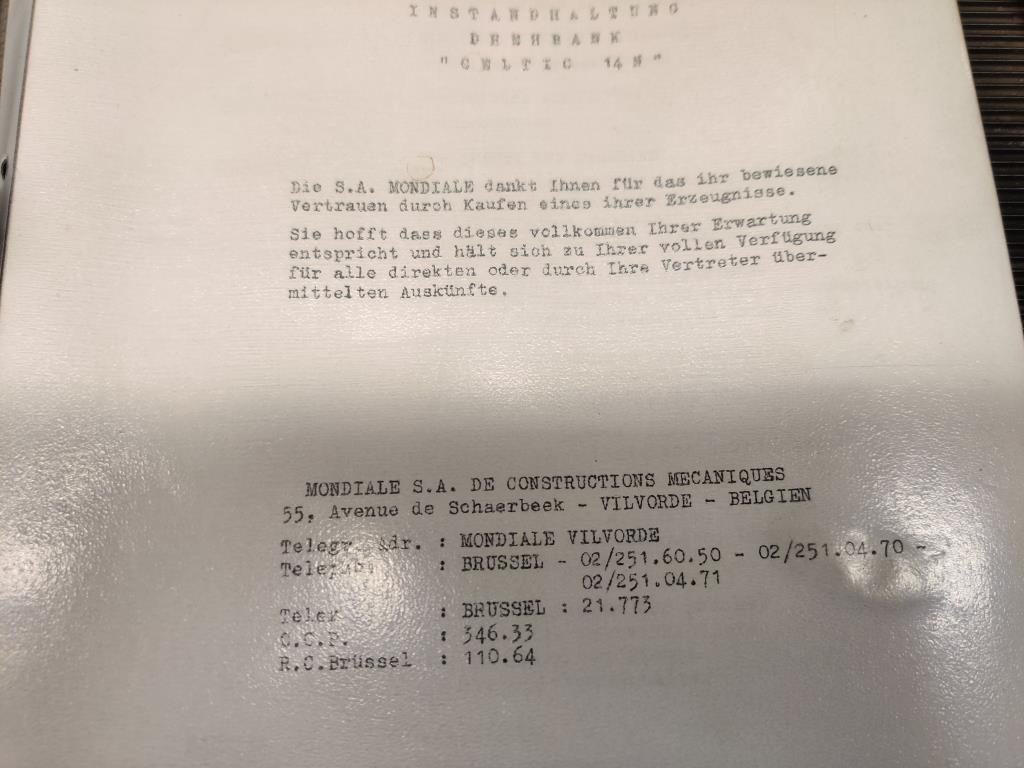 INSTANDHALTUNG
DREHBANK
"CELTIC 14 N"
Die S.A. MONDIALE dankt Ihnen für das ihr bewiesene
Vertrauen durch Kaufen eines ihrer Erzeugnisse.
Sie hofft dass dieses vollkommen Ihrer Erwartung
entspricht und hält sich zu Ihrer vollen Verfügung
für alle direkten oder durch Ihre Vertreter über-
mittelten Auskünfte.
MONDIALE S.A. DE CONSTRUCTIONS MECANIQUES
55, Avenue de Schaerbeek - VILVORDE - BELGIEN
Telegr. Adr. : MONDIALE VILVORDE
: BRUSSEL - 02/251.60.50 - 02/251.04.70 -
02/251.04.71
Telex : BRUSSEL : 21.773
C.C.P. : 346.33
R.C.Brüssel : 110.64